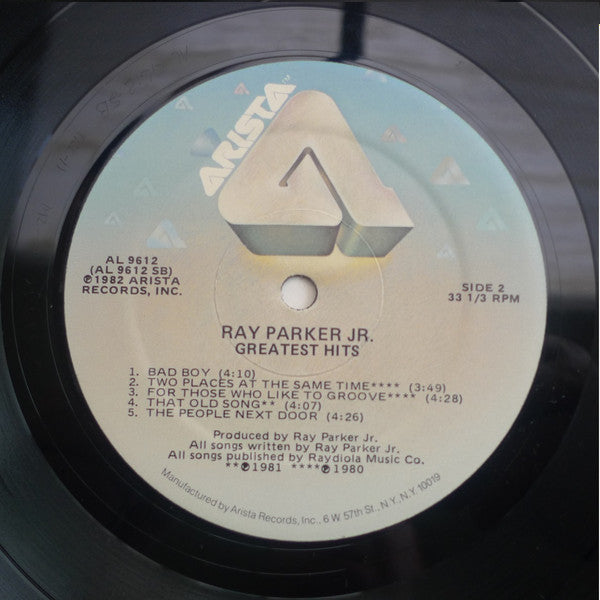 ARISTA™
AL 9612
(AL 9612 SB)
℗1982 ARISTA
RECORDS, INC.
SIDE 2
33 1/3 RPM
RAY PARKER JR.
GREATEST HITS
1. BAD BOY (4:10)
2. TWO PLACES AT THE SAME TIME**** (3:49)
3. FOR THOSE WHO LIKE TO GROOVE**** (4:28)
4. THAT OLD SONG** (4:07)
5. THE PEOPLE NEXT DOOR (4:26)
Produced by Ray Parker Jr.
All songs written by Ray Parker Jr.
All songs published by Raydiola Music Co.
**℗1981 ****℗1980
Manufactured by Arista Records, Inc., 6 W 57th St., N.Y. N.Y. 10019